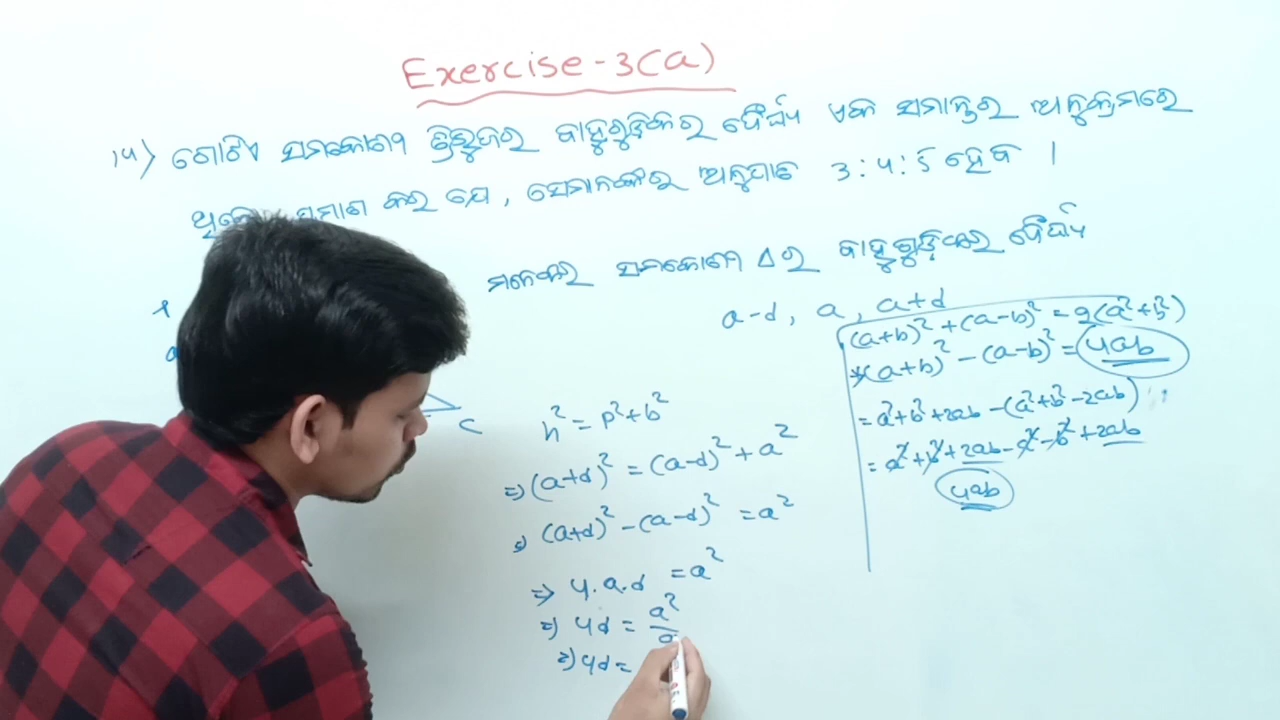 Exercise-3(a)
14) ଗୋଟିଏ ସମକୋଣୀ ତ୍ରିଭୁଜର ବାହୁଗୁଡ଼ିକର ଦୈର୍ଘ୍ୟ ଏକ ସମାନ୍ତର ଅନୁକ୍ରମରେ
କର ଯେ, ସେମାନଙ୍କର ଅନୁପାତ 3:4:5 ହେବ ।
ମନେକର ସମକୋଣୀ Δ ର ବାହୁଗୁଡ଼ିକର ଦୈର୍ଘ୍ୟ
a-d, a, a+d
C
h² = p²+b²
⇒ (a+d)² = (a-d)² + a²
⇒ (a+d)² - (a-d)² = a²
⇒ 4.a.d = a²
⇒ 4d = a²/a
⇒ 4d =
(a+b)² + (a-b)² = 2(a²+b²)
*(a+b)² - (a-b)² = 4ab
= a²+b²+2ab - (a²+b²-2ab)
= a²+b²+2ab-a²-b²+2ab
4ab